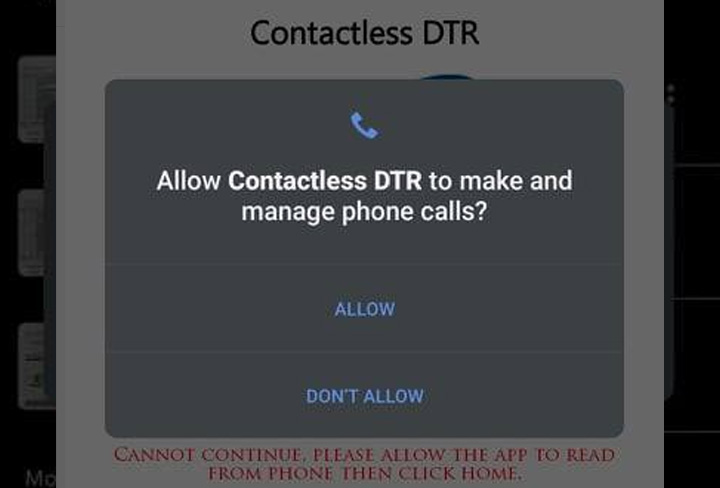 Contactless DTR
Allow Contactless DTR to make and
manage phone calls?
ALLOW
DON'T ALLOW
CANNOT CONTINUE, PLEASE ALLOW THE APP TO READ
FROM PHONE THEN CLICK HOME.